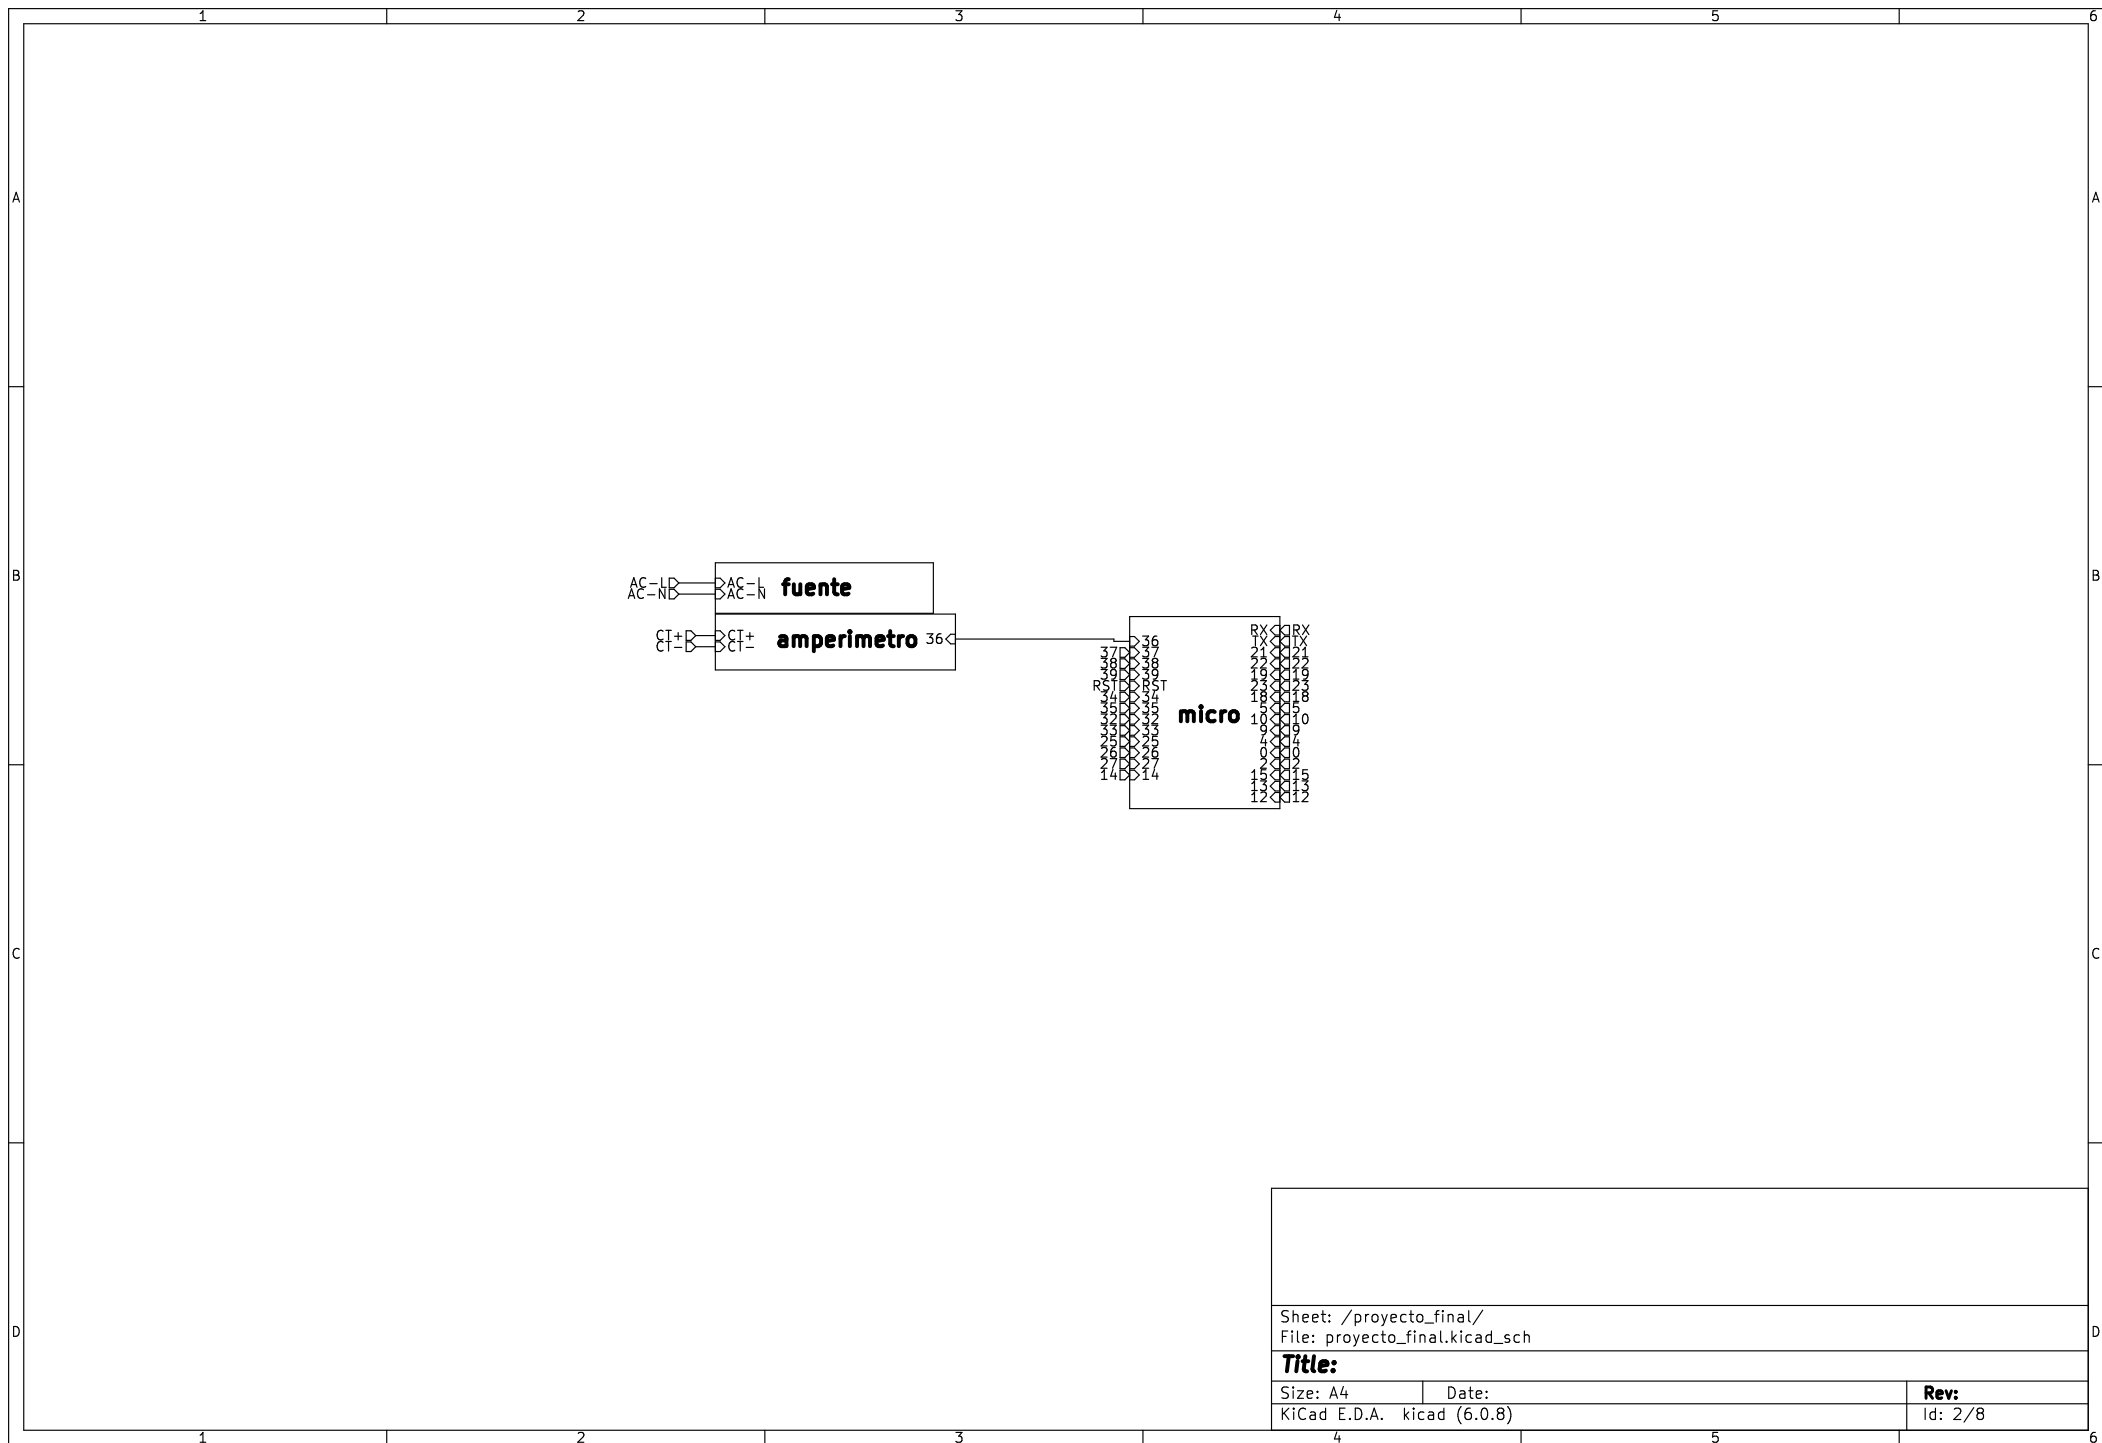 1 2 3 4 5 6
A A
B B
AC-L AC-L fuente
AC-N AC-N
CT+ CT+ amperimetro 36
CT- CT-
RX RX
36 TX TX
37 37 21 21
38 38 22 22
39 39 19 19
RST RST 23 23
34 34 18 18
35 35 5 5
micro
32 32 10 10
33 33 9 9
25 25 4 4
26 26 0 0
27 27 2 2
14 14 15 15
13 13
12 12
C C
Sheet: /proyecto_final/
File: proyecto_final.kicad_sch
D D
Title:
Size: A4 Date: Rev:
KiCad E.D.A. kicad (6.0.8) Id: 2/8
1 2 3 4 5 6